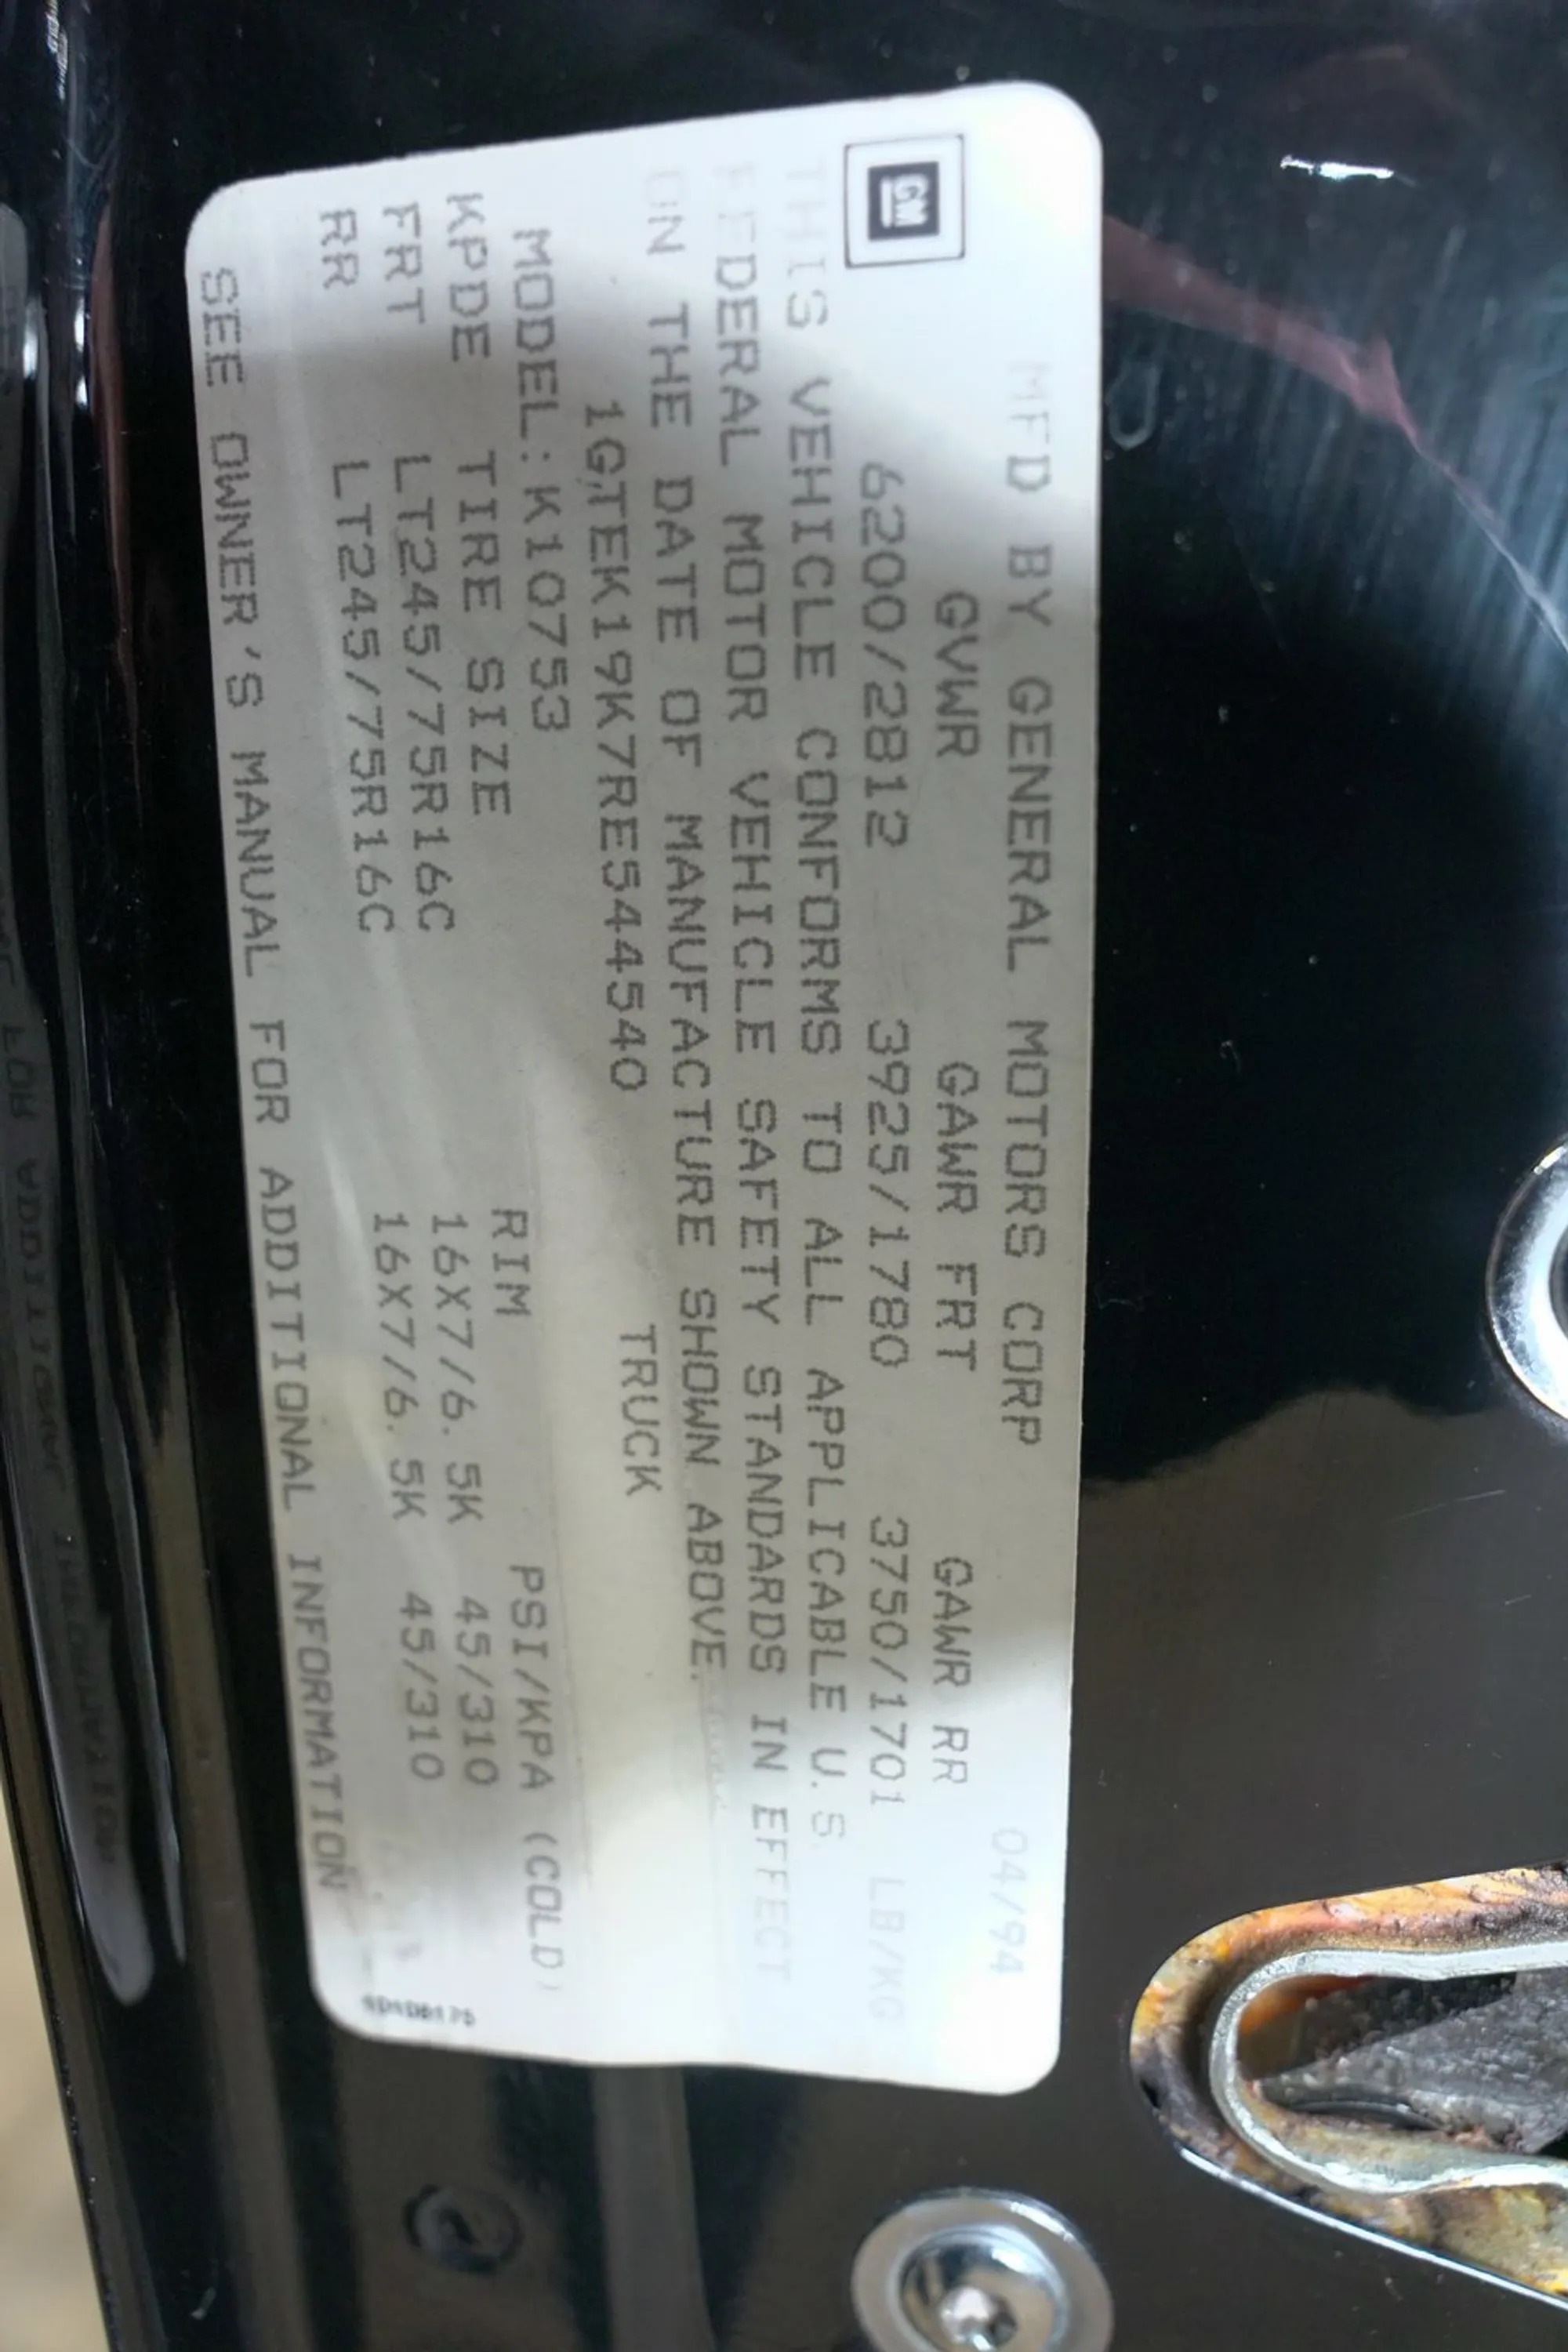 GM
MFD BY GENERAL MOTORS CORP 04/94
GVWR GAWR FRT GAWR RR
6200/2812 3925/1780 3750/1701 LB/KG
THIS VEHICLE CONFORMS TO ALL APPLICABLE U.S
FEDERAL MOTOR VEHICLE SAFETY STANDARDS IN EFFECT
ON THE DATE OF MANUFACTURE SHOWN ABOVE.
1GTEK19K7RE544540 TRUCK
MODEL: K10753
KPDE TIRE SIZE RIM PSI/KPA (COLD)
FRT LT245/75R16C 16X7/6.5K 45/310
RR LT245/75R16C 16X7/6.5K 45/310
SEE OWNER'S MANUAL FOR ADDITIONAL INFORMATION